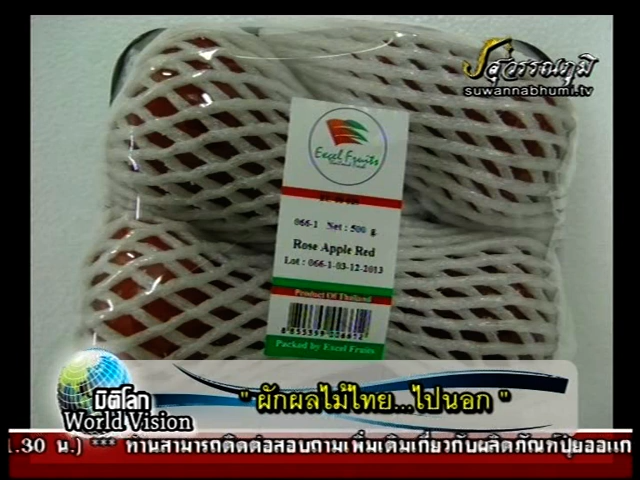 สุวรรณภูมิ
suwannabhumi.tv
Excel Fruits
066-1 Net : 500 g.
Rose Apple Red
Lot : 066-1-03-12-2013
Product Of Thailand
Packed by Excel Fruits
มิติโลก
World Vision
" ผักผลไม้ไทย...ไปนอก "
1.30 น.) *** ท่านสามารถติดต่อสอบถามเพิ่มเติมเกี่ยวกับผลิตภัณฑ์ปุ๋ยออแก